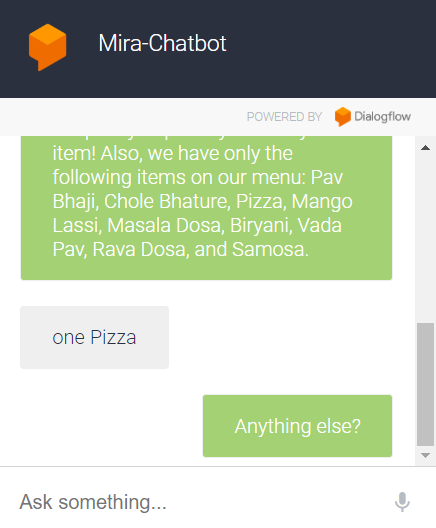 Mira-Chatbot
POWERED BY Dialogflow
item! Also, we have only the
following items on our menu: Pav
Bhaji, Chole Bhature, Pizza, Mango
Lassi, Masala Dosa, Biryani, Vada
Pav, Rava Dosa, and Samosa.
one Pizza
Anything else?
Ask something...